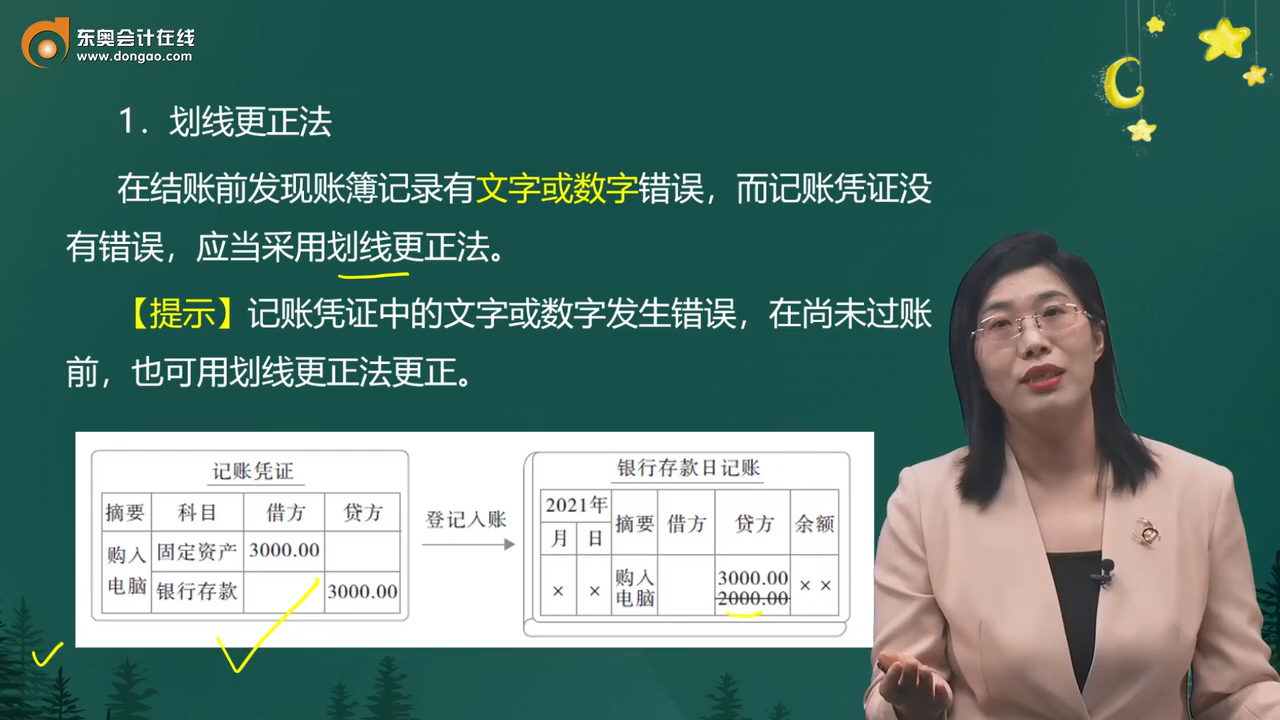 东奥会计在线
www.dongao.com
1．划线更正法
在结账前发现账簿记录有文字或数字错误，而记账凭证没
有错误，应当采用划线更正法。
【提示】记账凭证中的文字或数字发生错误，在尚未过账
前，也可用划线更正法更正。
记账凭证
摘要 科目 借方 贷方
购入 固定资产 3000.00
电脑 银行存款 3000.00
登记入账
银行存款日记账
2021年 摘要 借方 贷方 余额
月 日
× × 购入 3000.00 × ×
电脑 2000.00